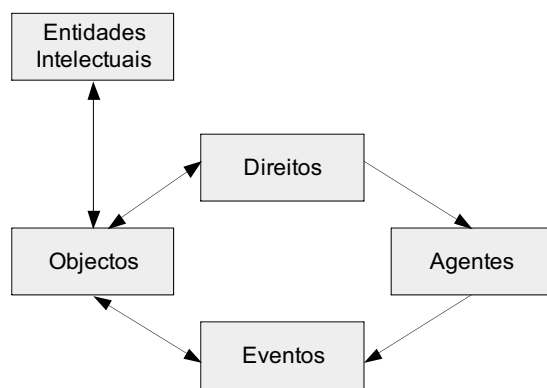 Entidades
Intelectuais
Direitos
Objectos
Agentes
Eventos